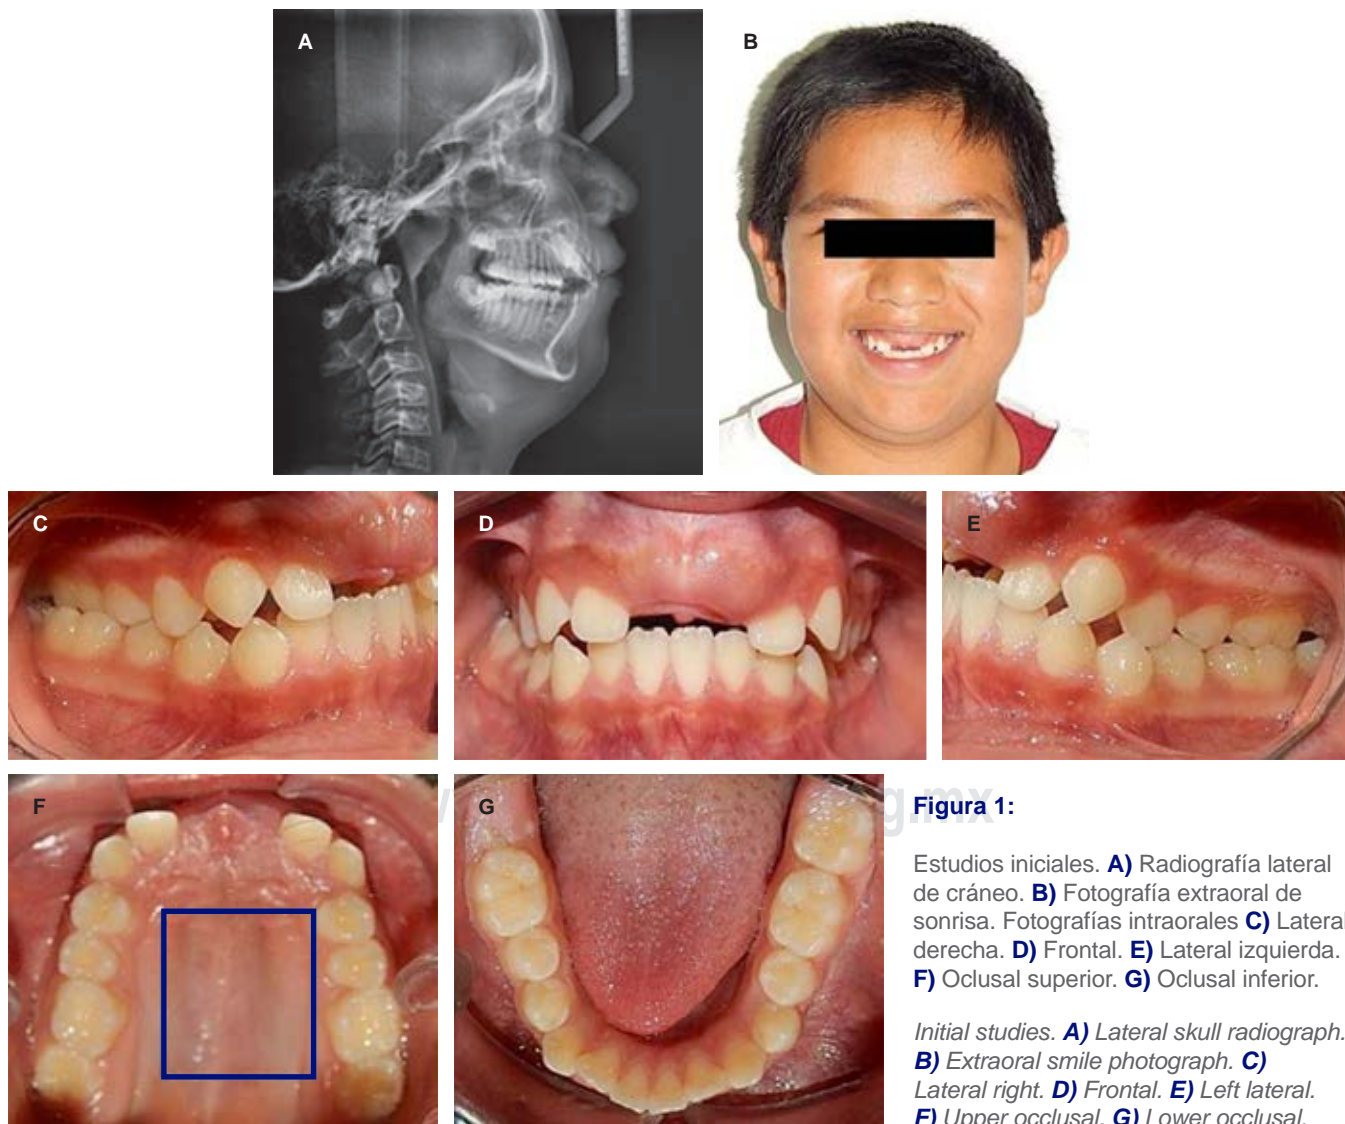 A
B
C
D
E
F
G
g.mx
Figura 1:
Estudios iniciales. A) Radiografía lateral
de cráneo. B) Fotografía extraoral de
sonrisa. Fotografías intraorales C) Lateral
derecha. D) Frontal. E) Lateral izquierda.
F) Oclusal superior. G) Oclusal inferior.
Initial studies. A) Lateral skull radiograph.
B) Extraoral smile photograph. C)
Lateral right. D) Frontal. E) Left lateral.
F) Upper occlusal. G) Lower occlusal.